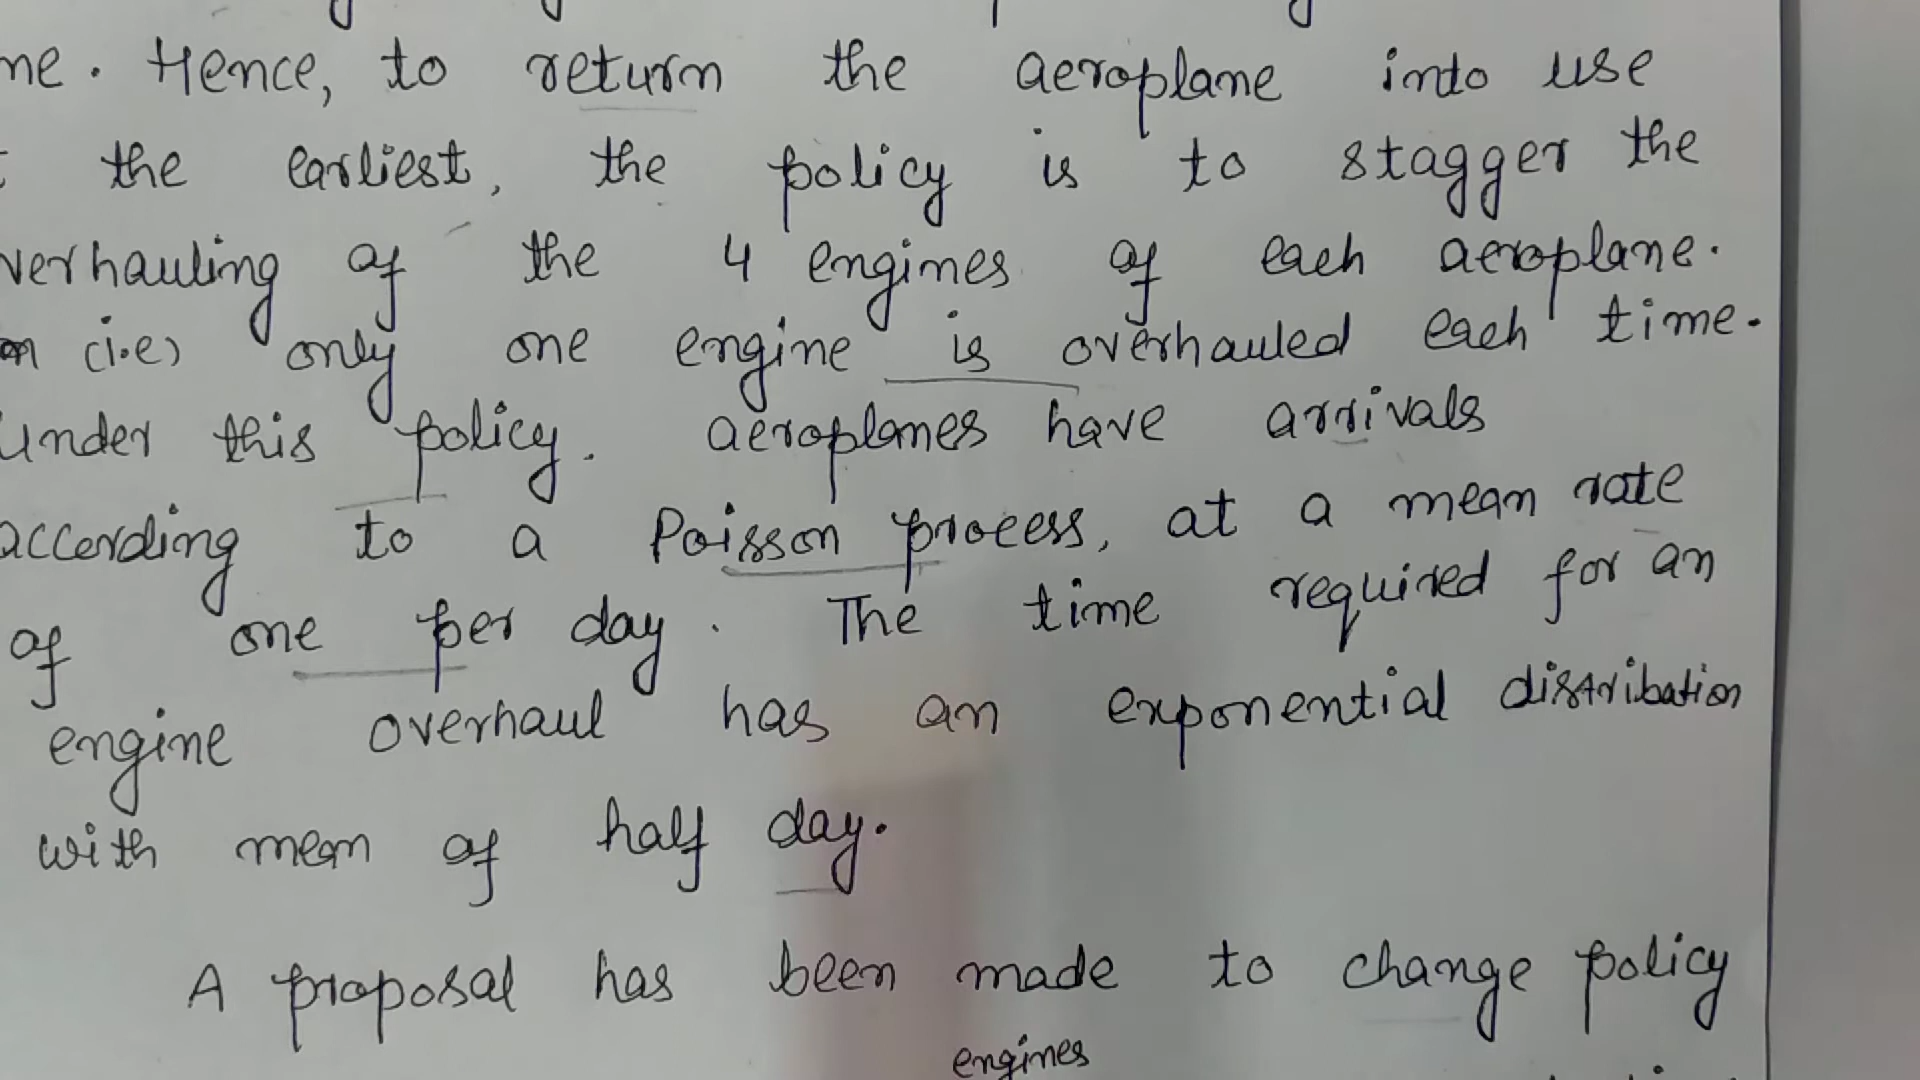 me. Hence, to return the aeroplane into use
the earliest, the policy is to stagger the
verhauling of the 4 engines of each aeroplane.
(i.e) only one engine is overhauled each time.
under this policy. aeroplanes have arrivals
according to a Poisson process, at a mean rate
of one per day. The time required for an
engine overhaul has an exponential distribation
with mean of half day.
A proposal has been made to change policy
engines